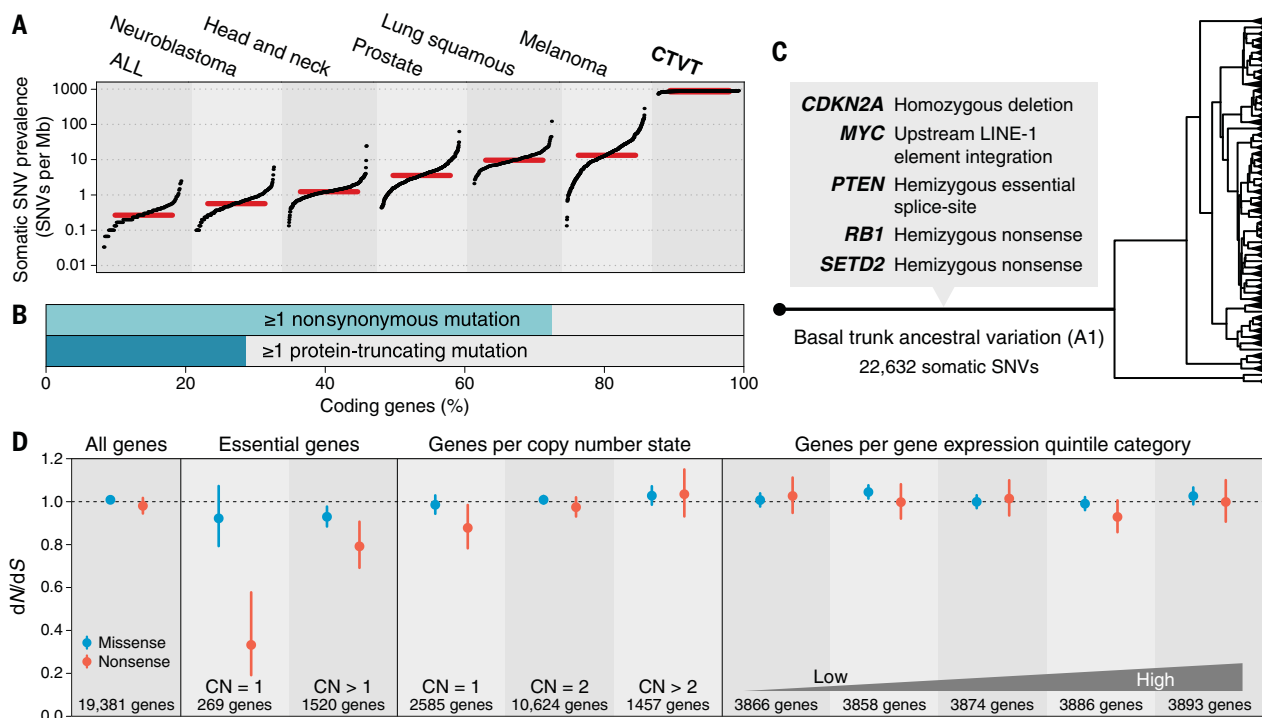 A
ALL
Neuroblastoma
Head and neck
Prostate
Lung squamous
Melanoma
CTVT
Somatic SNV prevalence
(SNVs per Mb)
1000
100
10
1
0.1
0.01
B
≥1 nonsynonymous mutation
≥1 protein-truncating mutation
0 20 40 60 80 100
Coding genes (%)
C
CDKN2A Homozygous deletion
MYC Upstream LINE-1
element integration
PTEN Hemizygous essential
splice-site
RB1 Hemizygous nonsense
SETD2 Hemizygous nonsense
Basal trunk ancestral variation (A1)
22,632 somatic SNVs
D
All genes Essential genes Genes per copy number state Genes per gene expression quintile category
dN/dS
1.2
1.0
0.8
0.6
0.4
0.2
0.0
Missense
Nonsense
CN = 1 CN > 1 CN = 1 CN = 2 CN > 2 Low High
19,381 genes 269 genes 1520 genes 2585 genes 10,624 genes 1457 genes 3866 genes 3858 genes 3874 genes 3886 genes 3893 genes